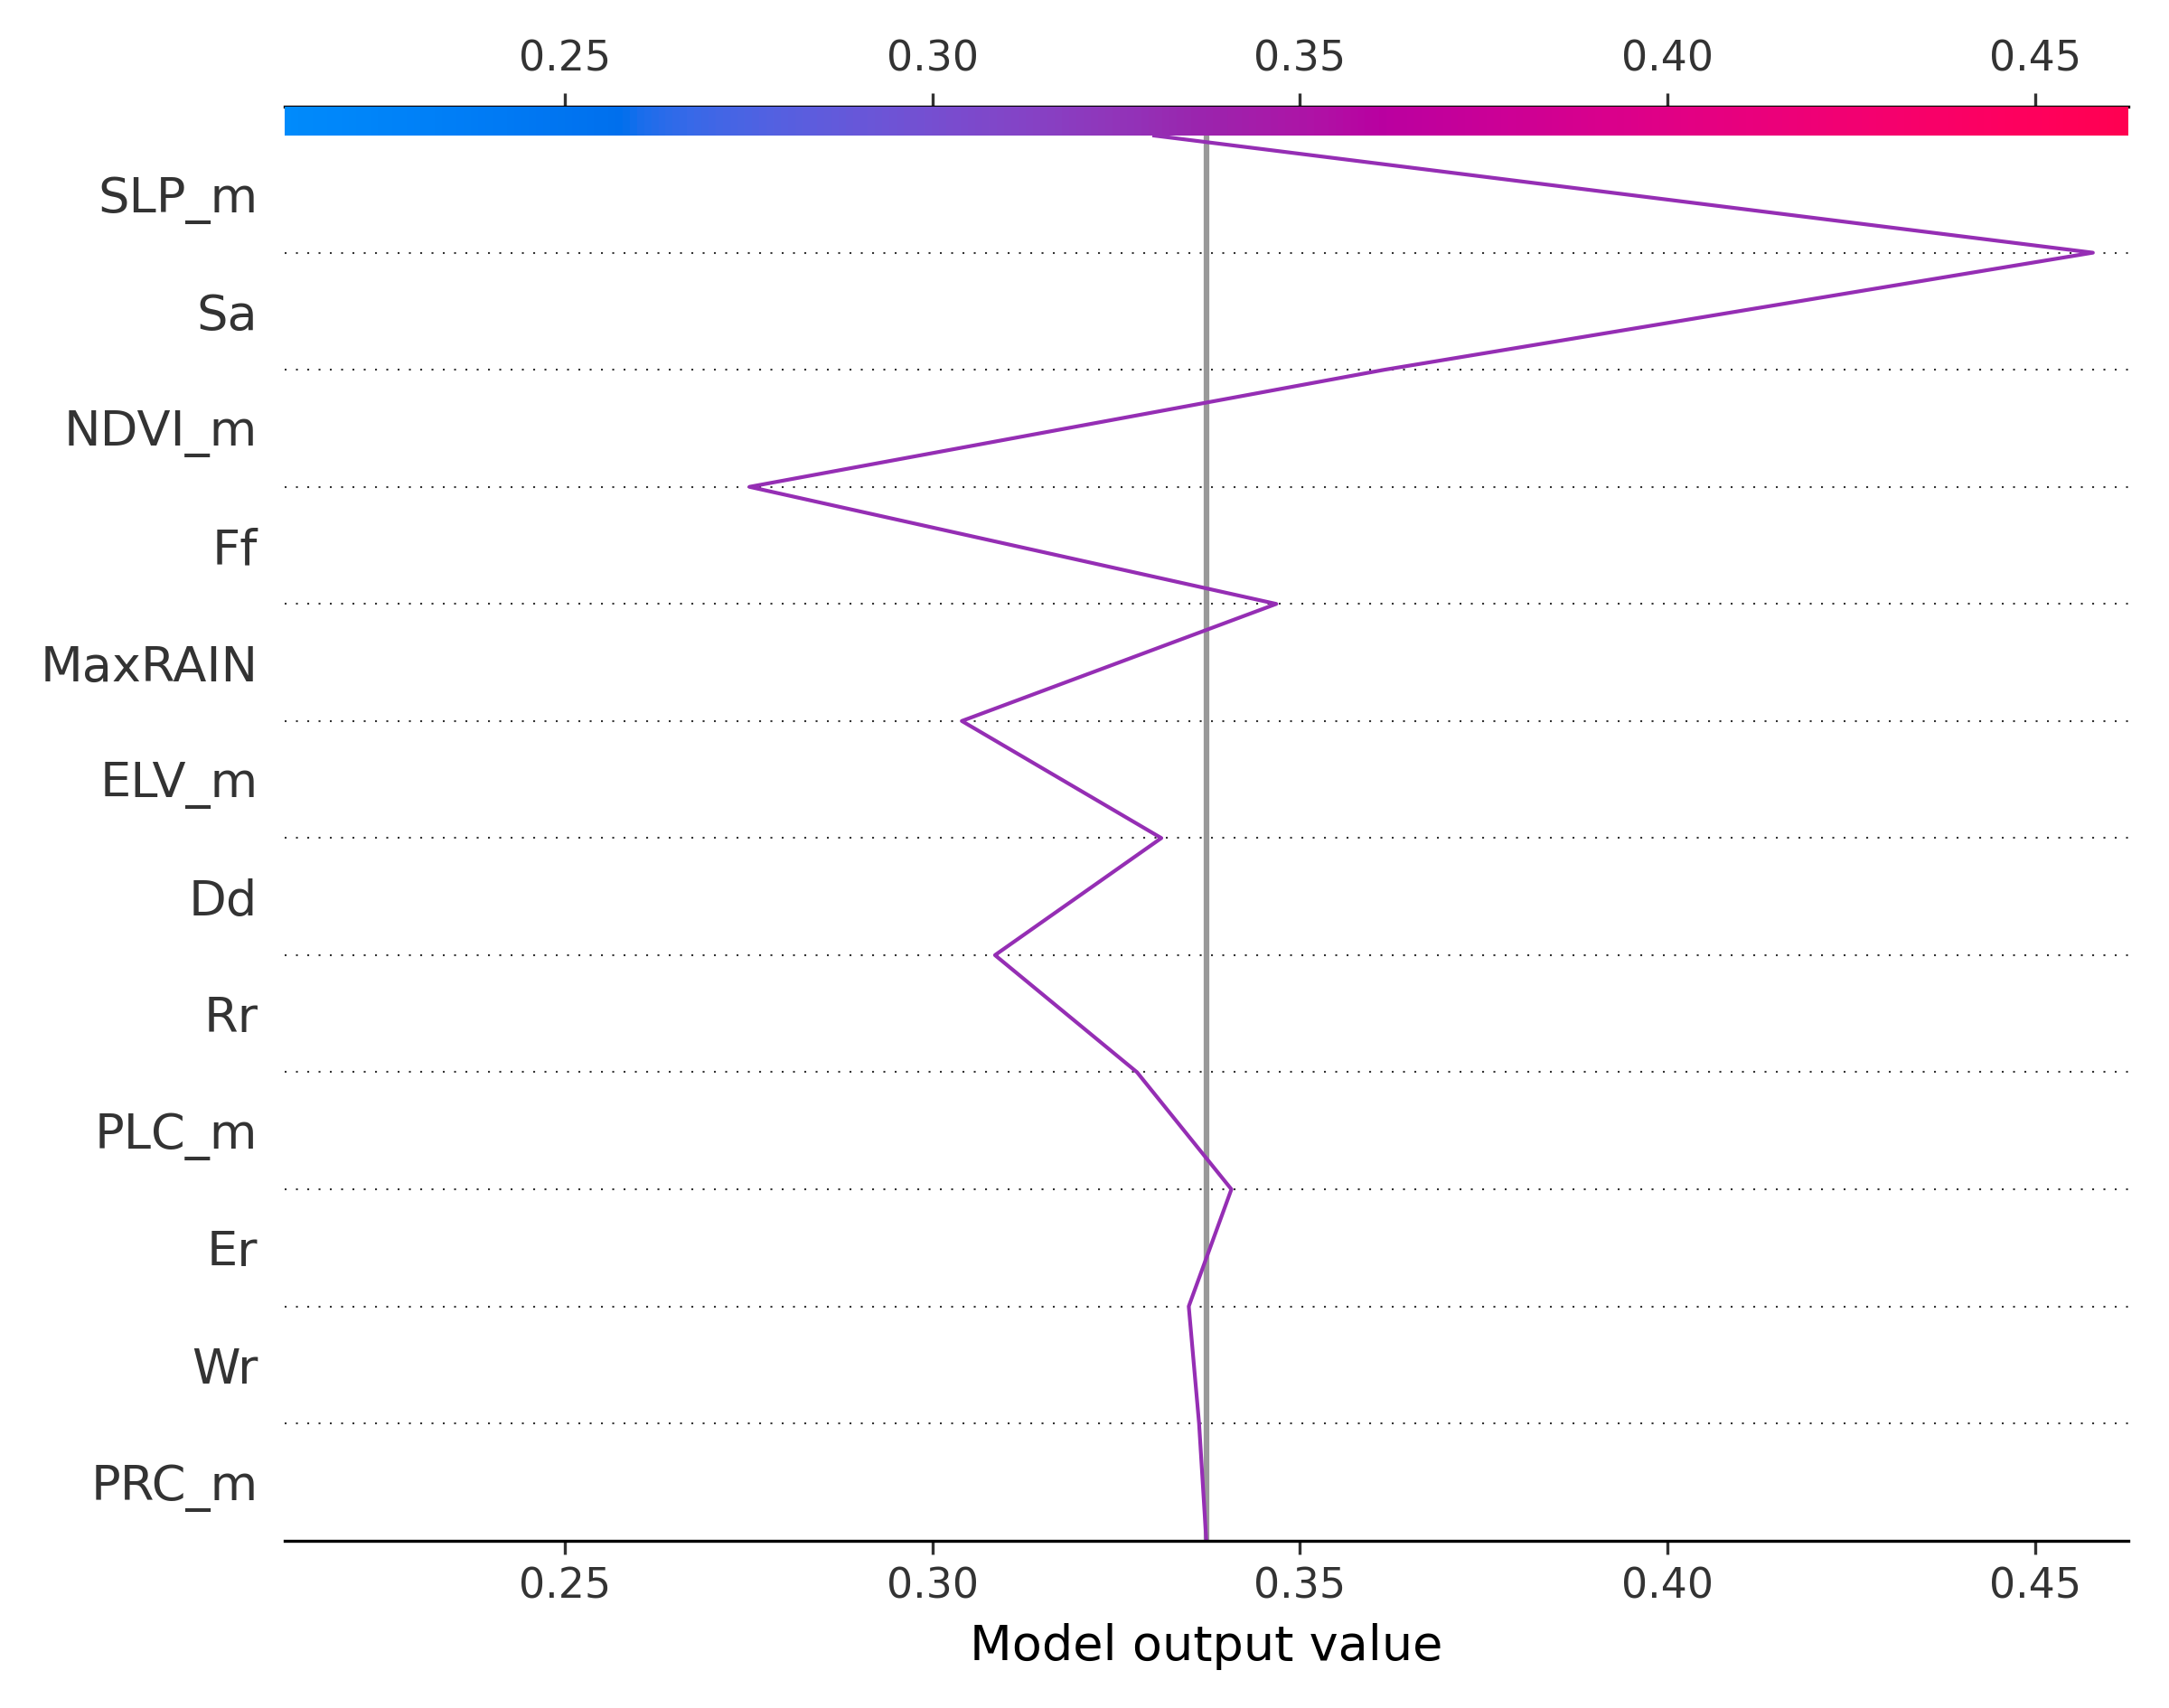 0.25 0.30 0.35 0.40 0.45
SLP_m
Sa
NDVI_m
Ff
MaxRAIN
ELV_m
Dd
Rr
PLC_m
Er
Wr
PRC_m
0.25 0.30 0.35 0.40 0.45
Model output value